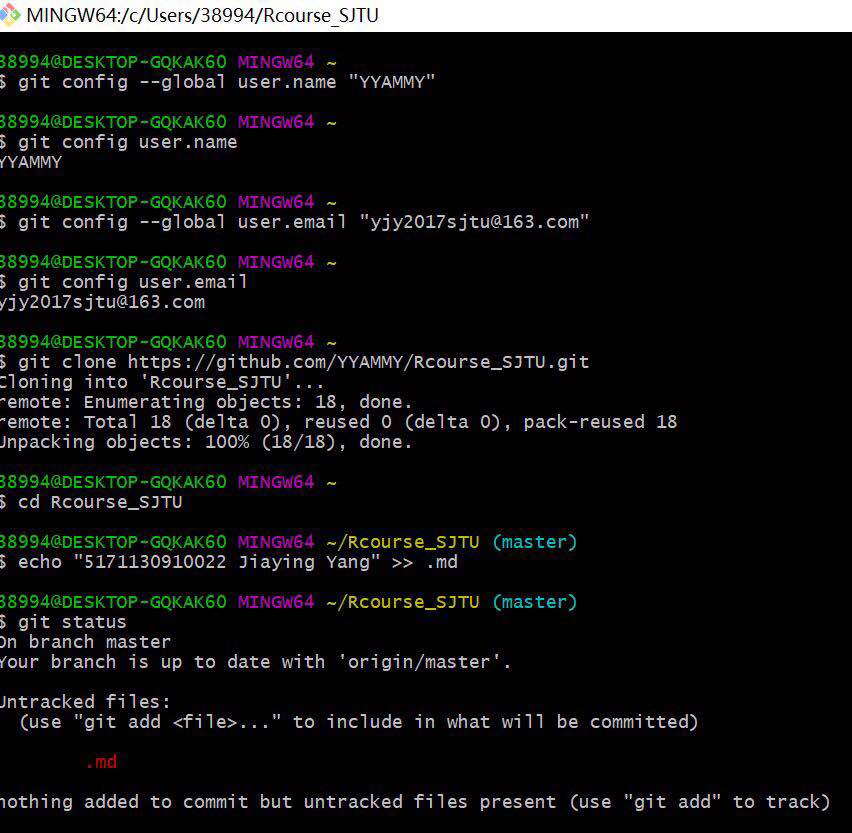 MINGW64:/c/Users/38994/Rcourse_SJTU
38994@DESKTOP-GQKAK60 MINGW64 ~
$ git config --global user.name "YYAMMY"
38994@DESKTOP-GQKAK60 MINGW64 ~
$ git config user.name
YYAMMY
38994@DESKTOP-GQKAK60 MINGW64 ~
$ git config --global user.email "yjy2017sjtu@163.com"
38994@DESKTOP-GQKAK60 MINGW64 ~
$ git config user.email
yjy2017sjtu@163.com
38994@DESKTOP-GQKAK60 MINGW64 ~
$ git clone https://github.com/YYAMMY/Rcourse_SJTU.git
Cloning into 'Rcourse_SJTU'...
remote: Enumerating objects: 18, done.
remote: Total 18 (delta 0), reused 0 (delta 0), pack-reused 18
Unpacking objects: 100% (18/18), done.
38994@DESKTOP-GQKAK60 MINGW64 ~
$ cd Rcourse_SJTU
38994@DESKTOP-GQKAK60 MINGW64 ~/Rcourse_SJTU (master)
$ echo "5171130910022 Jiaying Yang" >> .md
38994@DESKTOP-GQKAK60 MINGW64 ~/Rcourse_SJTU (master)
$ git status
On branch master
Your branch is up to date with 'origin/master'.
Untracked files:
(use "git add <file>..." to include in what will be committed)
.md
nothing added to commit but untracked files present (use "git add" to track)